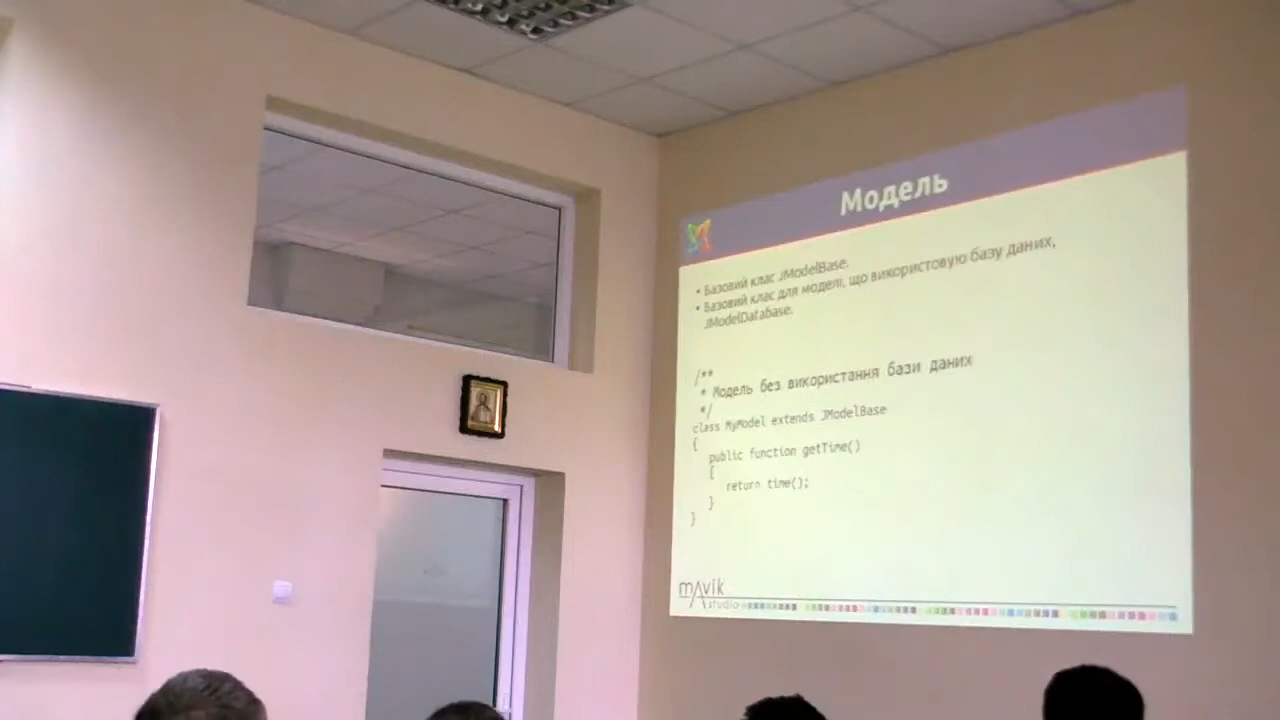 Модель
• Базовий клас JModelBase.
• Базовий клас для моделі, що використовую базу даних,
JModelDatabase.
/**
* Модель без використання бази даних
*/
class MyModel extends JModelBase
{
public function getTime()
{
return time();
}
}
mAvik
studio